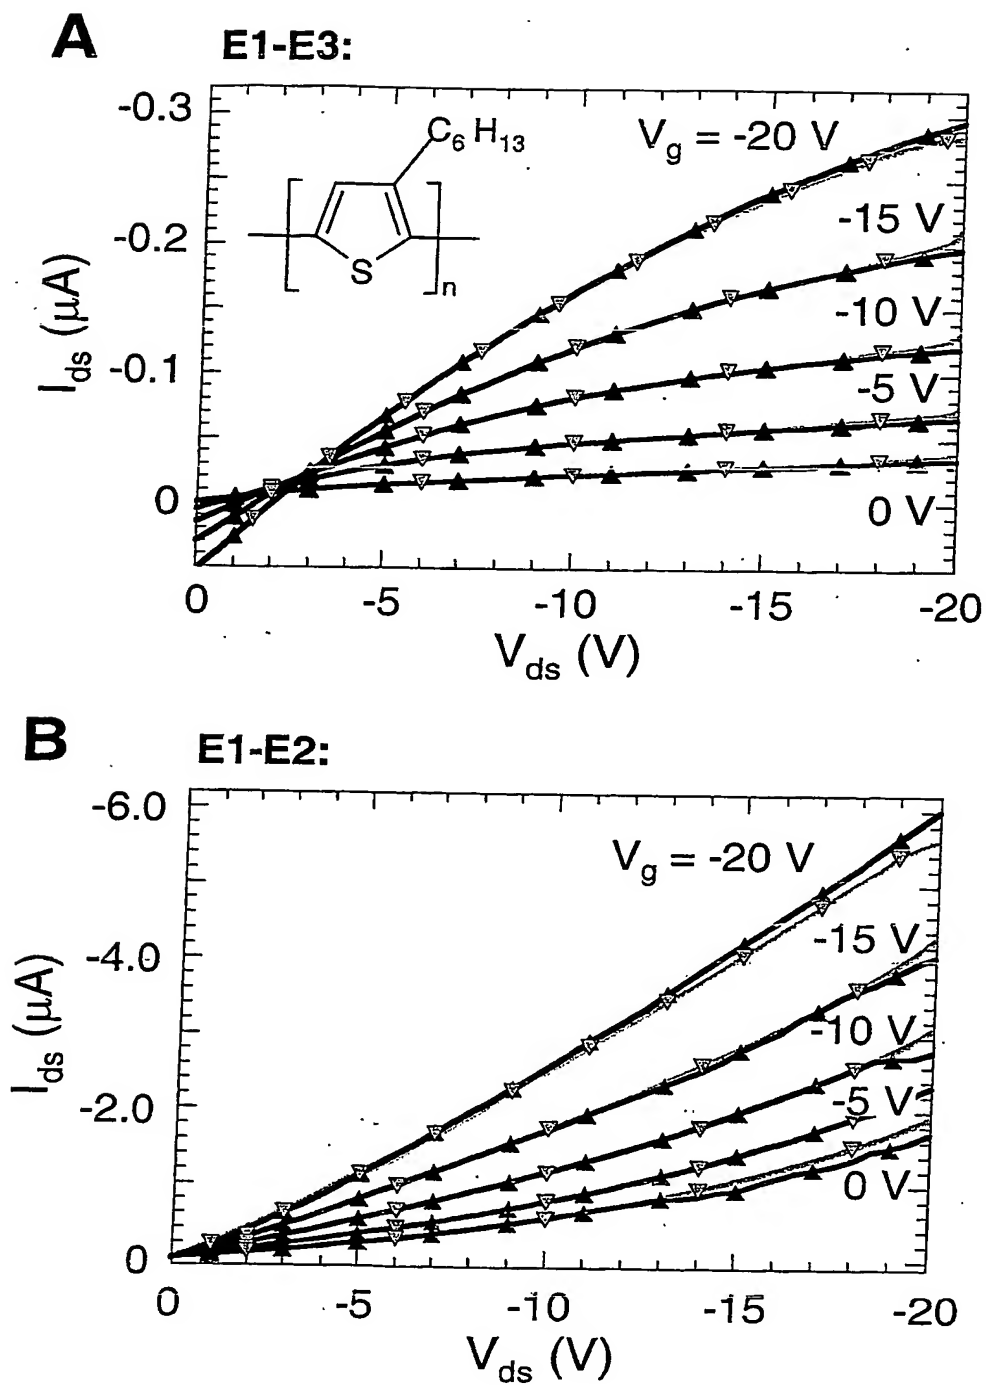 A E1-E3:
-0.3
C6H13
Vg = -20 V
-0.2
-15 V
S
n
-10 V
-0.1
-5 V
0
0 V
Ids (μA)
0 -5 -10 -15 -20
Vds (V)
B E1-E2:
-6.0
Vg = -20 V
-15 V
-4.0
-10 V
-2.0
-5 V
0 V
0
Ids (μA)
0 -5 -10 -15 -20
Vds (V)